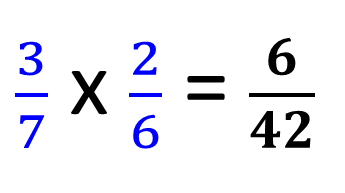 3/7 x 2/6 = 6/42